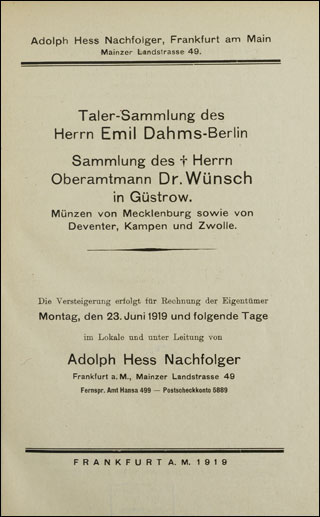 Adolph Hess Nachfolger, Frankfurt am Main
Mainzer Landstrasse 49.
Taler-Sammlung des
Herrn Emil Dahms-Berlin
Sammlung des † Herrn
Oberamtmann Dr. Wünsch
in Güstrow.
Münzen von Mecklenburg sowie von
Deventer, Kampen und Zwolle.
Die Versteigerung erfolgt für Rechnung der Eigentümer
Montag, den 23. Juni 1919 und folgende Tage
im Lokale und unter Leitung von
Adolph Hess Nachfolger
Frankfurt a. M., Mainzer Landstrasse 49
Fernspr. Amt Hansa 499 — Postscheckkonto 5889
FRANKFURT A. M. 1919